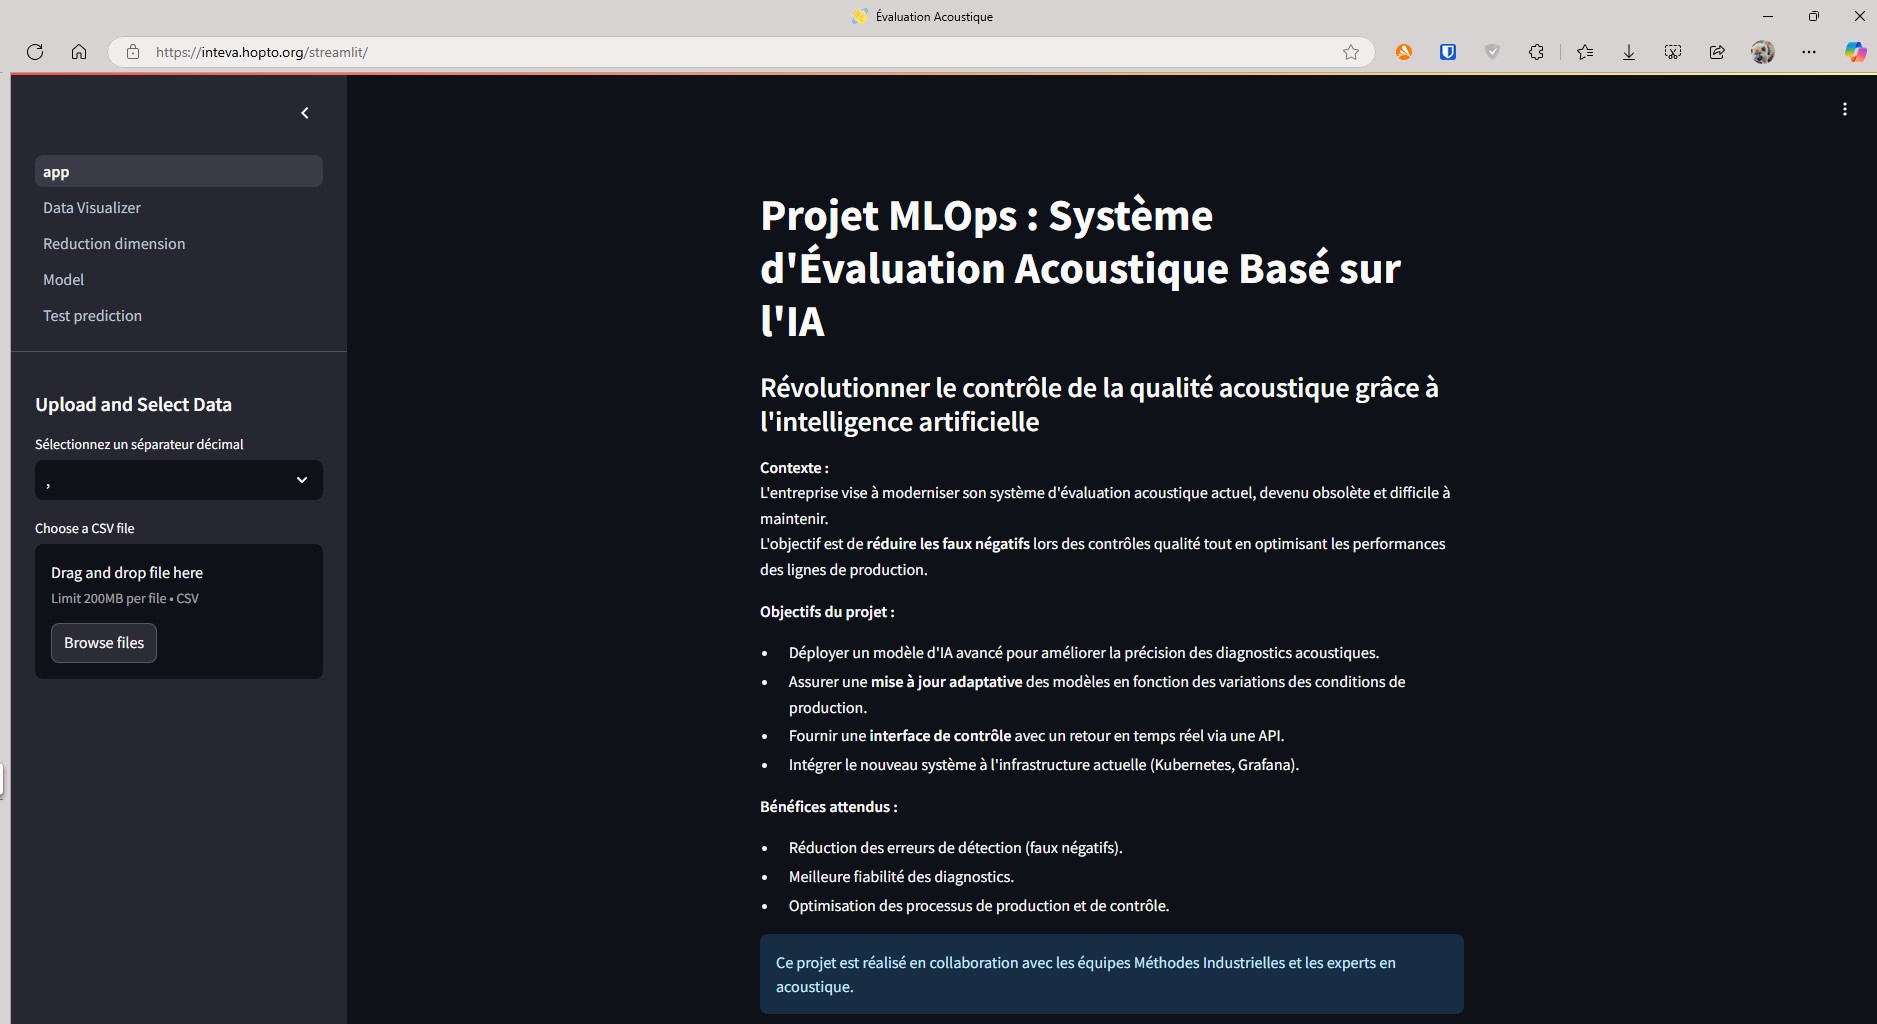 Évaluation Acoustique
https://inteva.hopto.org/streamlit/
app
Data Visualizer
Reduction dimension
Model
Test prediction
Upload and Select Data
Sélectionnez un séparateur décimal
,
Choose a CSV file
Drag and drop file here
Limit 200MB per file • CSV
Browse files
Projet MLOps : Système
d'Évaluation Acoustique Basé sur
l'IA
Révolutionner le contrôle de la qualité acoustique grâce à
l'intelligence artificielle
Contexte :
L'entreprise vise à moderniser son système d'évaluation acoustique actuel, devenu obsolète et difficile à
maintenir.
L'objectif est de réduire les faux négatifs lors des contrôles qualité tout en optimisant les performances
des lignes de production.
Objectifs du projet :
• Déployer un modèle d'IA avancé pour améliorer la précision des diagnostics acoustiques.
• Assurer une mise à jour adaptative des modèles en fonction des variations des conditions de
production.
• Fournir une interface de contrôle avec un retour en temps réel via une API.
• Intégrer le nouveau système à l'infrastructure actuelle (Kubernetes, Grafana).
Bénéfices attendus :
• Réduction des erreurs de détection (faux négatifs).
• Meilleure fiabilité des diagnostics.
• Optimisation des processus de production et de contrôle.
Ce projet est réalisé en collaboration avec les équipes Méthodes Industrielles et les experts en
acoustique.